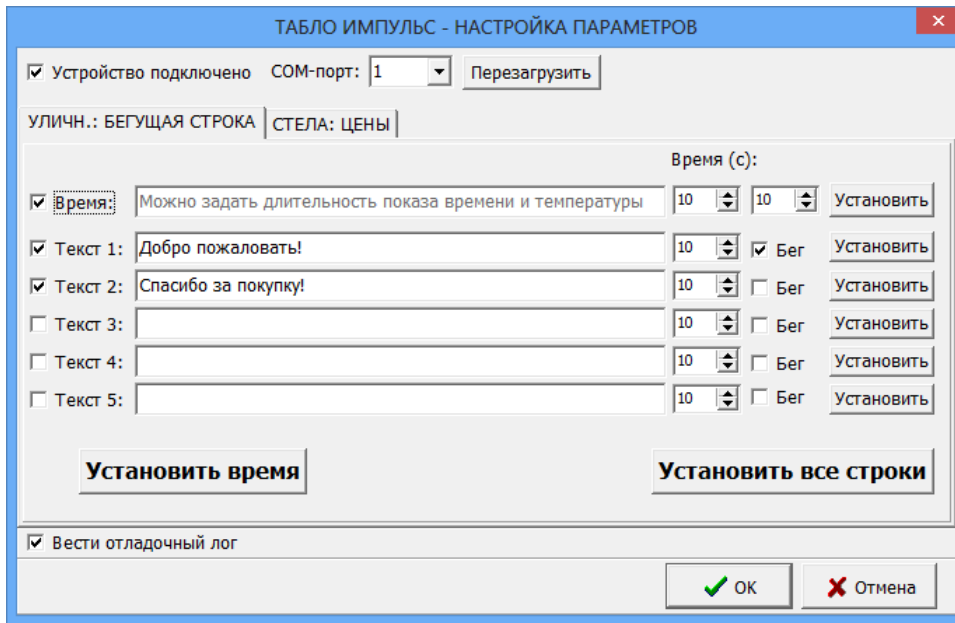 ТАБЛО ИМПУЛЬС - НАСТРОЙКА ПАРАМЕТРОВ
Устройство подключено COM-порт: 1 Перезагрузить
УЛИЧН.: БЕГУЩАЯ СТРОКА СТЕЛА: ЦЕНЫ
Время (с):
Время: Можно задать длительность показа времени и температуры 10 10 Установить
Текст 1: Добро пожаловать! 10 Бег Установить
Текст 2: Спасибо за покупку! 10 Бег Установить
Текст 3: 10 Бег Установить
Текст 4: 10 Бег Установить
Текст 5: 10 Бег Установить
Установить время Установить все строки
Вести отладочный лог
OK Отмена